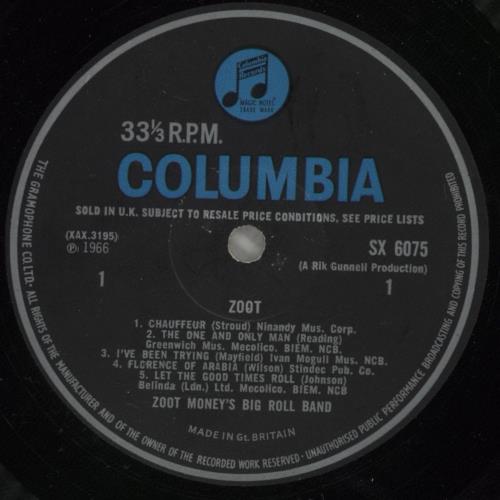 Columbia
Records
MAGIC NOTES
TRADE MARK
33⅓ R.P.M.
COLUMBIA
SOLD IN U.K. SUBJECT TO RESALE PRICE CONDITIONS, SEE PRICE LISTS
(XAX.3195)
℗ 1966
SX 6075
(A Rik Gunnell Production)
1
1
ZOOT
1. CHAUFFEUR (Stroud) Ninandy Mus. Corp.
2. THE ONE AND ONLY MAN (Reading)
Greenwich Mus. Mecolico. BIEM. NCB.
3. I'VE BEEN TRYING (Mayfield) Ivan Mogull Mus. NCB.
4. FLORENCE OF ARABIA (Wilson) Stindec Pub. Co.
5. LET THE GOOD TIMES ROLL (Johnson)
Belinda (Ldn.) Ltd. Mecolico. BIEM. NCB
ZOOT MONEY'S BIG ROLL BAND
MADE IN Gt. BRITAIN
THE GRAMOPHONE CO. LTD. · ALL RIGHTS OF THE MANUFACTURER AND OF THE OWNER OF THE RECORDED WORK RESERVED · UNAUTHORISED PUBLIC PERFORMANCE BROADCASTING AND COPYING OF THIS RECORD PROHIBITED